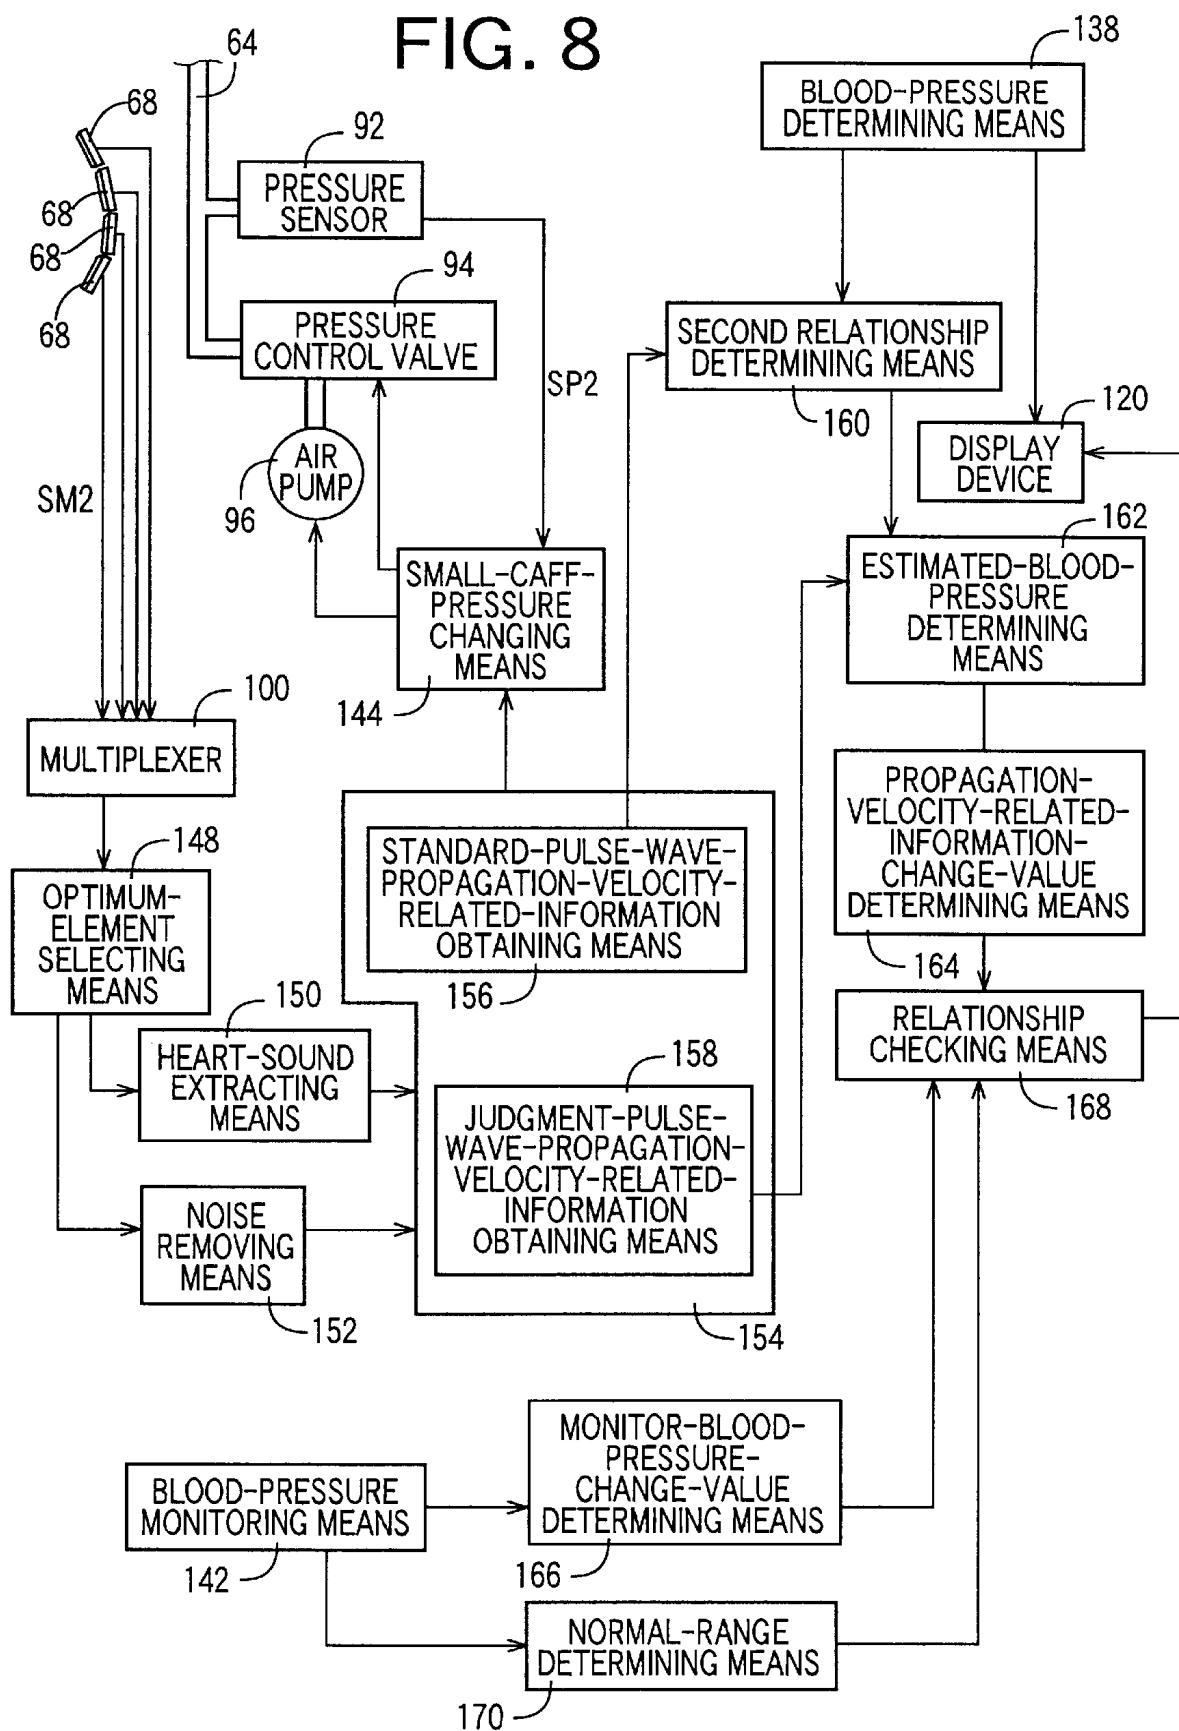 FIG. 8
64
138
BLOOD-PRESSURE
DETERMINING MEANS
68
68
68
68
92
PRESSURE
SENSOR
94
PRESSURE
CONTROL VALVE
SP2
SECOND RELATIONSHIP
DETERMINING MEANS
160
120
DISPLAY
DEVICE
AIR
PUMP
96
SM2
SMALL-CAFF-
PRESSURE
CHANGING
MEANS
144
162
ESTIMATED-BLOOD-
PRESSURE
DETERMINING
MEANS
100
MULTIPLEXER
PROPAGATION-
VELOCITY-RELATED-
INFORMATION-
CHANGE-VALUE
DETERMINING MEANS
164
148
OPTIMUM-
ELEMENT
SELECTING
MEANS
STANDARD-PULSE-WAVE-
PROPAGATION-VELOCITY-
RELATED-INFORMATION
OBTAINING MEANS
156
150
HEART-SOUND
EXTRACTING
MEANS
RELATIONSHIP
CHECKING MEANS
168
158
JUDGMENT-PULSE-
WAVE-PROPAGATION-
VELOCITY-RELATED-
INFORMATION
OBTAINING MEANS
NOISE
REMOVING
MEANS
152
154
MONITOR-BLOOD-
PRESSURE-
CHANGE-VALUE
DETERMINING MEANS
166
BLOOD-PRESSURE
MONITORING MEANS
142
NORMAL-RANGE
DETERMINING MEANS
170